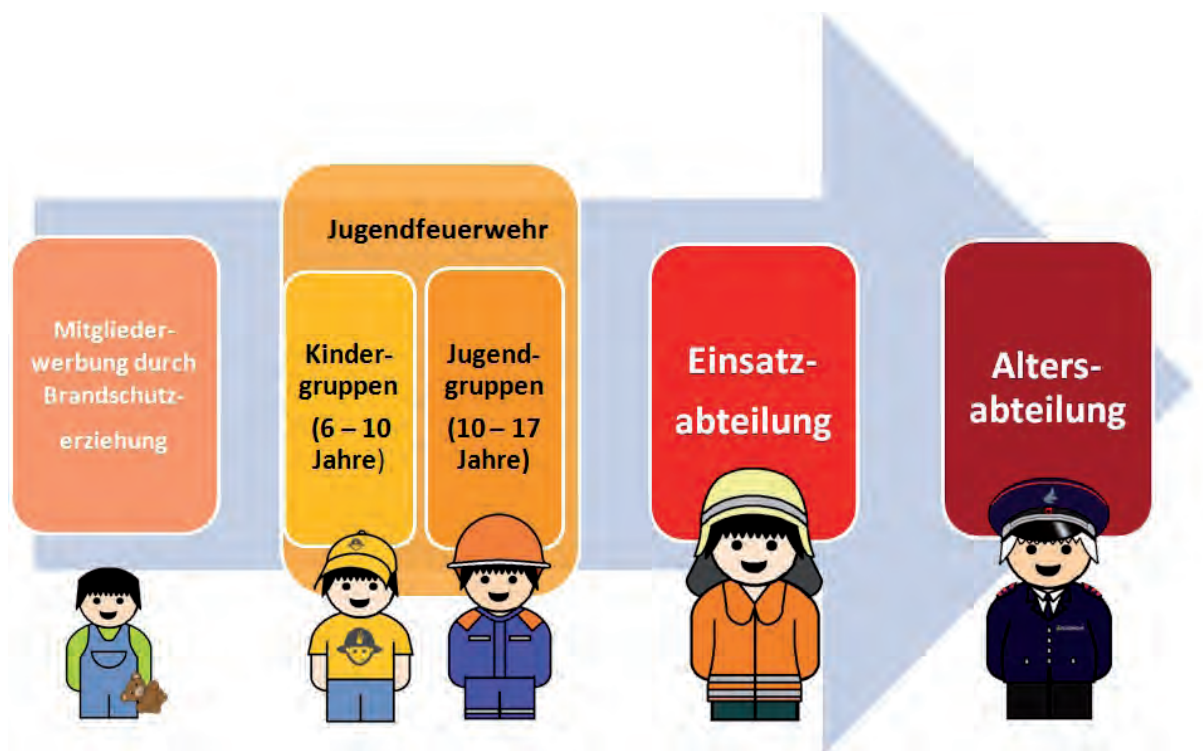 Mitglieder-
werbung durch
Brandschutz-
erziehung
Jugendfeuerwehr
Kinder-
gruppen
(6 – 10
Jahre)
Jugend-
gruppen
(10 – 17
Jahre)
Einsatz-
abteilung
Alters-
abteilung